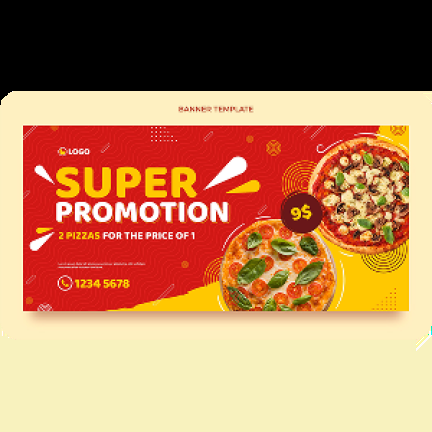 BANNER TEMPLATE
LOGO
SUPER
PROMOTION
2 PIZZAS FOR THE PRICE OF 1
9$
1234 5678